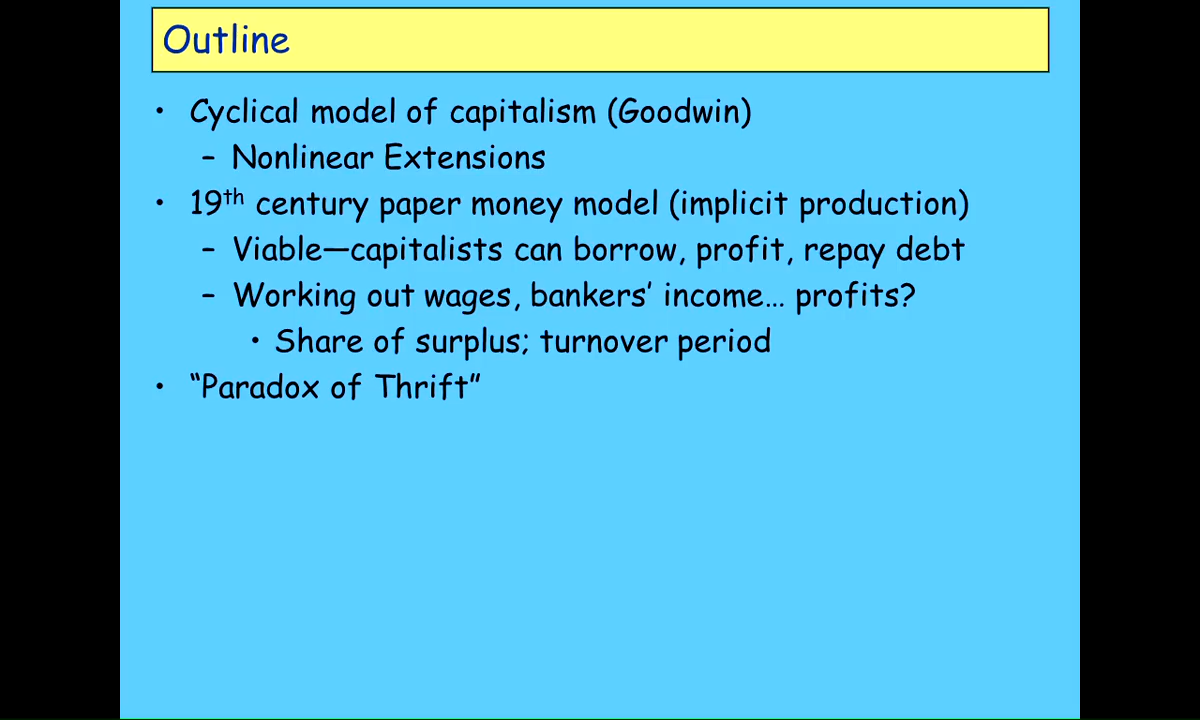 Outline
• Cyclical model of capitalism (Goodwin)
– Nonlinear Extensions
• 19th century paper money model (implicit production)
– Viable—capitalists can borrow, profit, repay debt
– Working out wages, bankers’ income… profits?
• Share of surplus; turnover period
• “Paradox of Thrift”